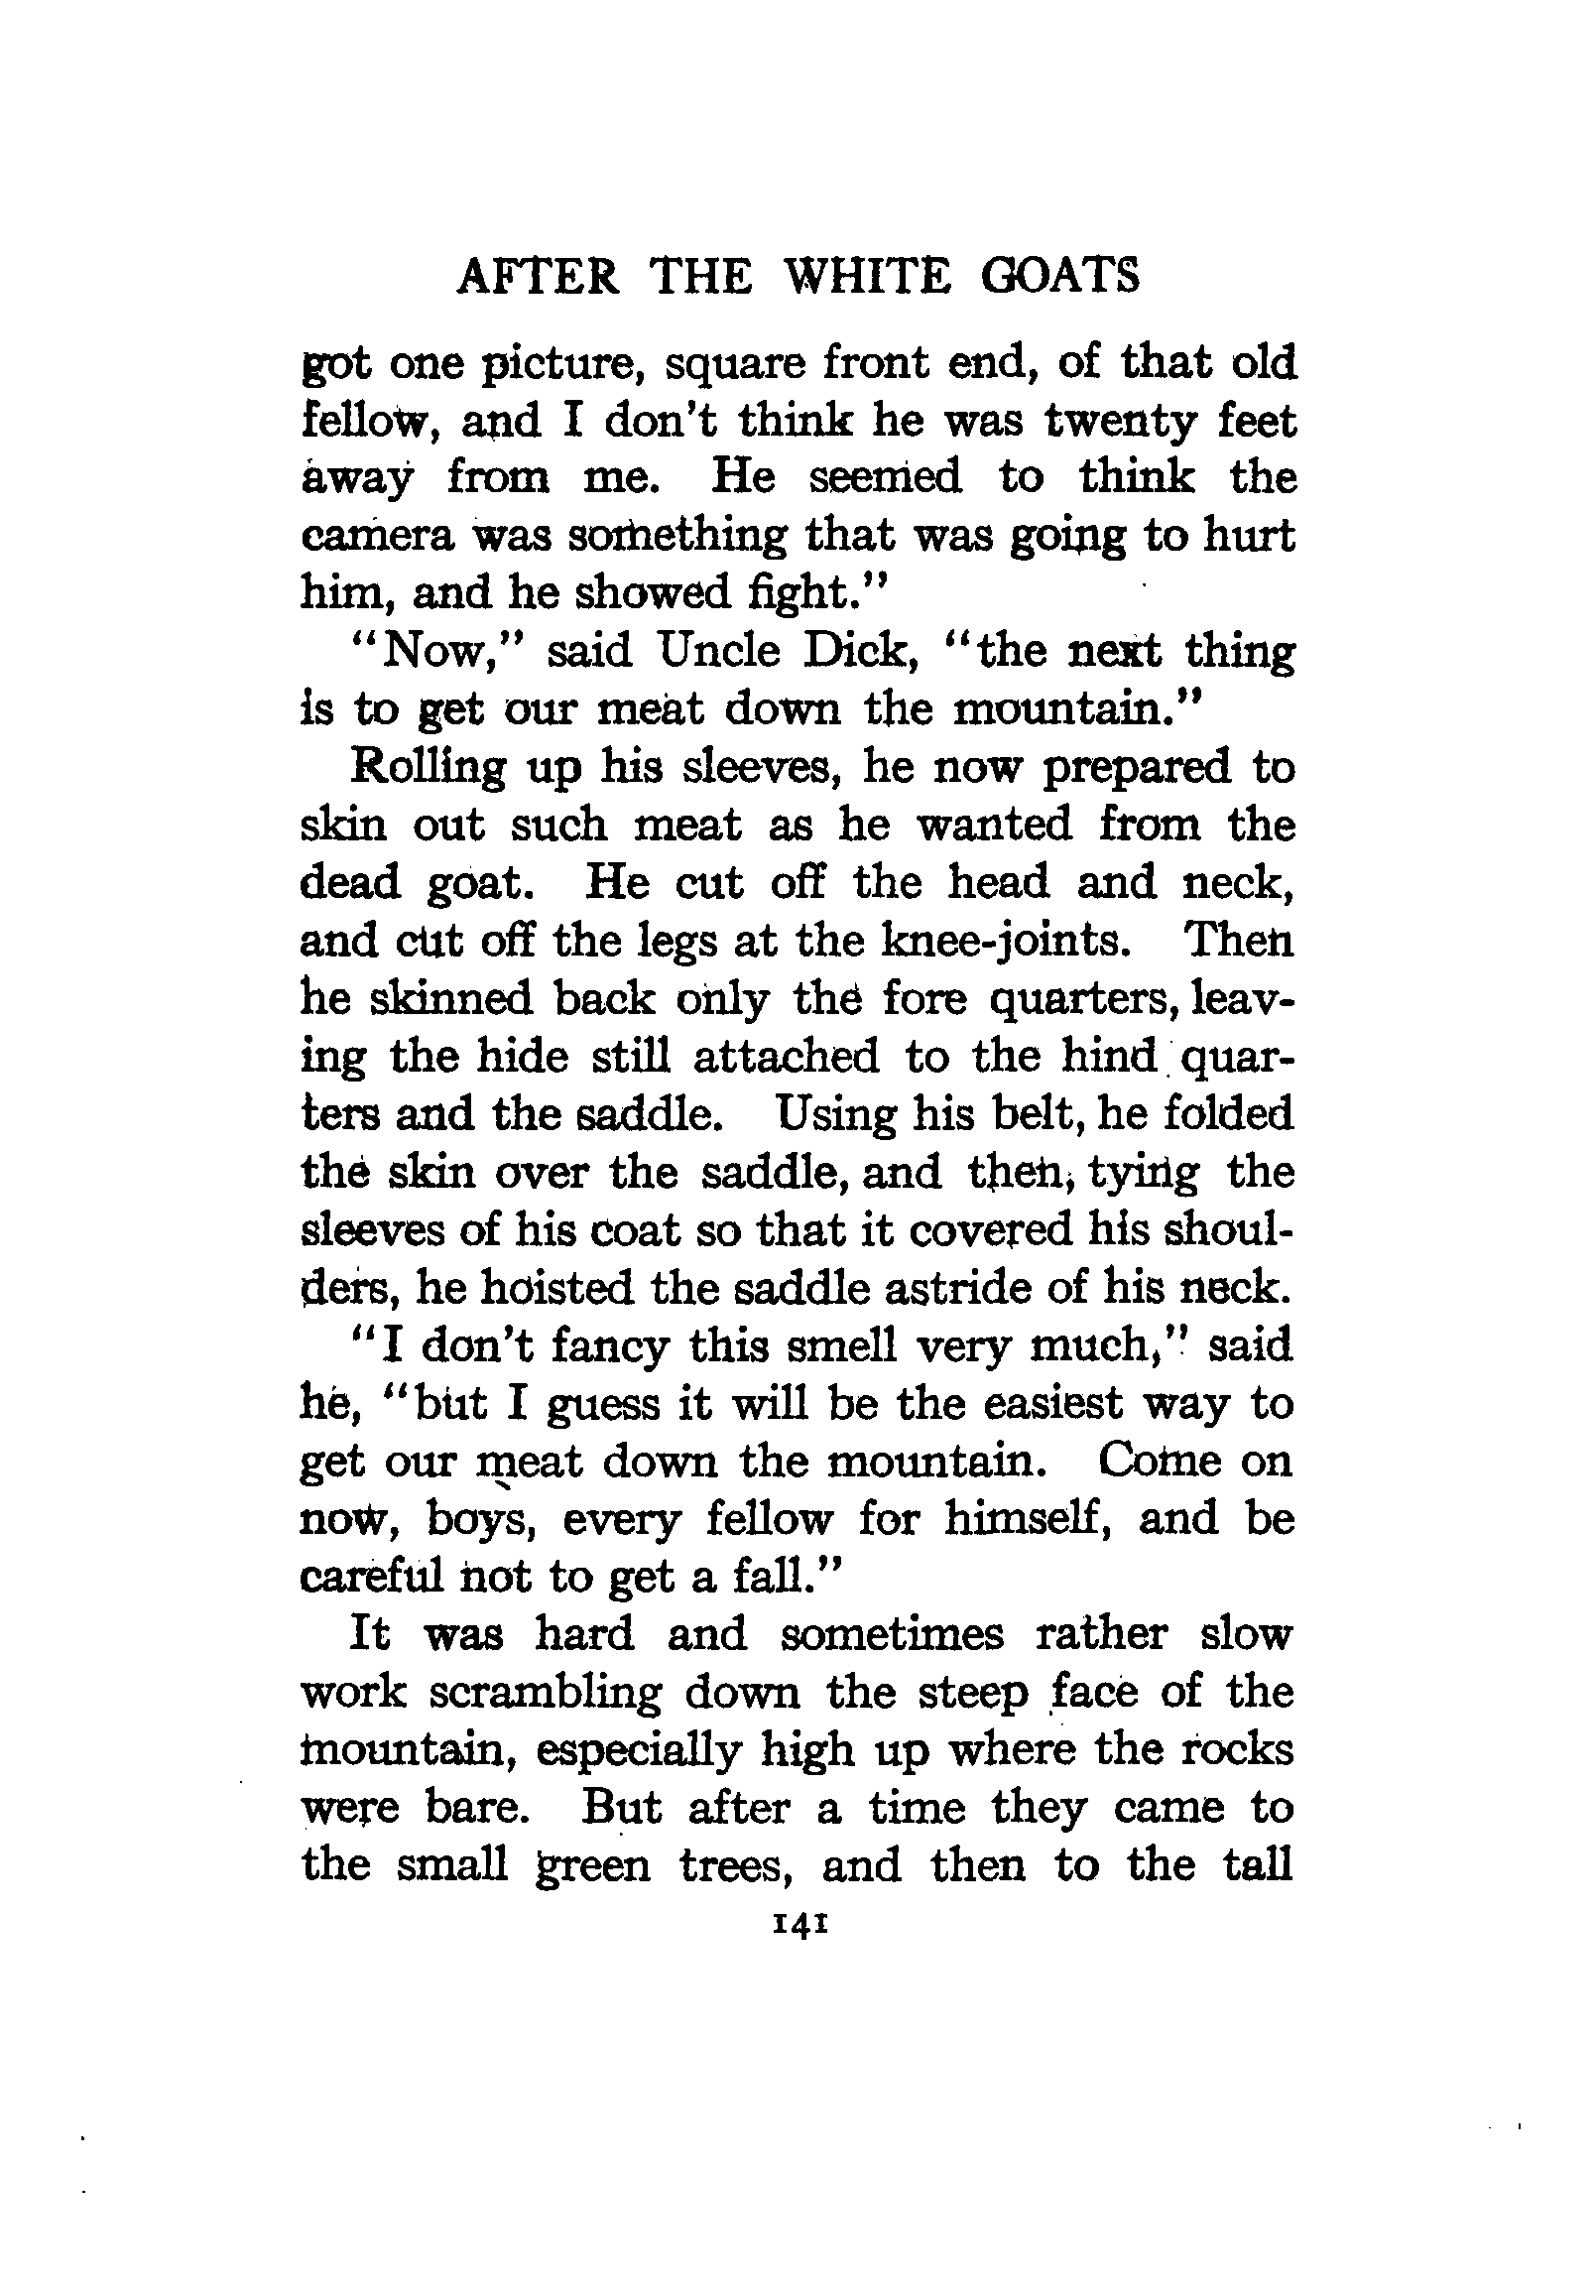 AFTER THE WHITE GOATS
got one picture, square front end, of that old
fellow, and I don't think he was twenty feet
away from me. He seemed to think the
camera was something that was going to hurt
him, and he showed fight."
"Now," said Uncle Dick, "the next thing
is to get our meat down the mountain."
Rolling up his sleeves, he now prepared to
skin out such meat as he wanted from the
dead goat. He cut off the head and neck,
and cut off the legs at the knee-joints. Then
he skinned back only the fore quarters, leav-
ing the hide still attached to the hind quar-
ters and the saddle. Using his belt, he folded
the skin over the saddle, and then, tying the
sleeves of his coat so that it covered his shoul-
ders, he hoisted the saddle astride of his neck.
"I don't fancy this smell very much," said
he, "but I guess it will be the easiest way to
get our meat down the mountain. Come on
now, boys, every fellow for himself, and be
careful not to get a fall."
It was hard and sometimes rather slow
work scrambling down the steep face of the
mountain, especially high up where the rocks
were bare. But after a time they came to
the small green trees, and then to the tall
141